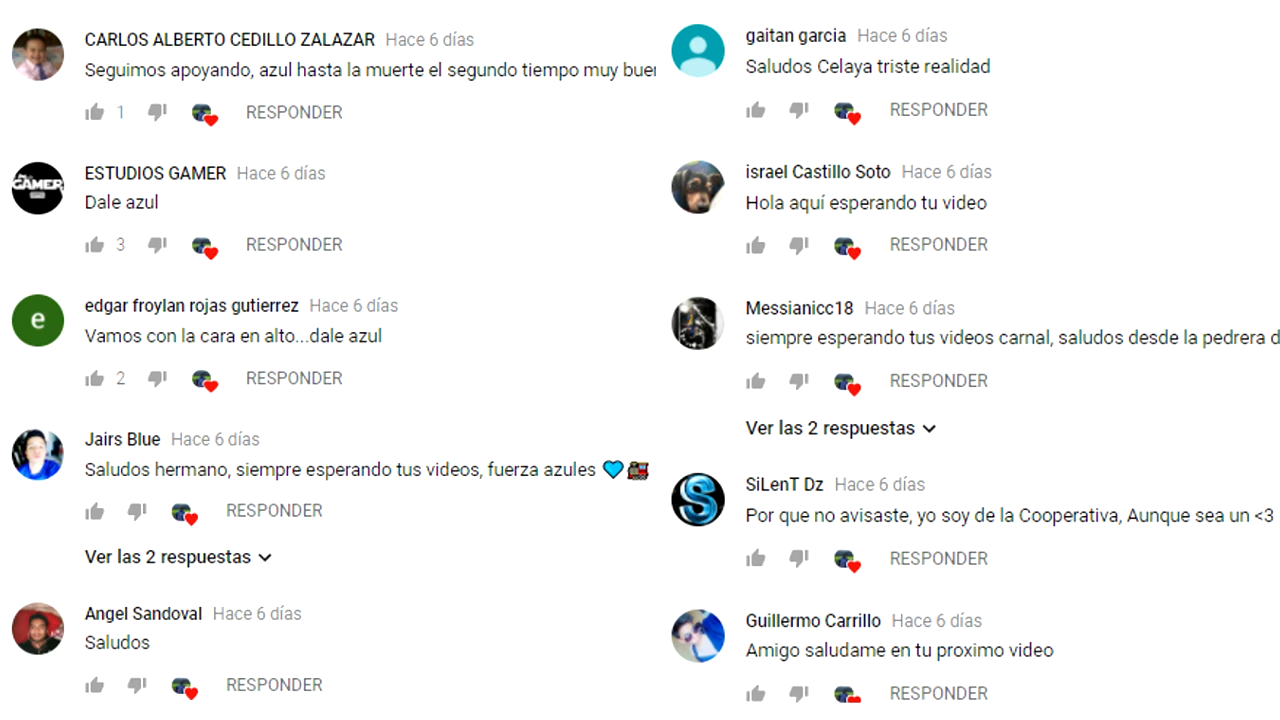 CARLOS ALBERTO CEDILLO ZALAZAR Hace 6 días
Seguimos apoyando, azul hasta la muerte el segundo tiempo muy
1 RESPONDER
ESTUDIOS GAMER Hace 6 días
Dale azul
3 RESPONDER
edgar froylan rojas gutierrez Hace 6 días
Vamos con la cara en alto...dale azul
2 RESPONDER
Jairs Blue Hace 6 días
Saludos hermano, siempre esperando tus videos, fuerza azules 💙🚂
RESPONDER
Ver las 2 respuestas
Angel Sandoval Hace 6 días
Saludos
RESPONDER
gaitan garcia Hace 6 días
Saludos Celaya triste realidad
RESPONDER
israel Castillo Soto Hace 6 días
Hola aquí esperando tu video
RESPONDER
Messianicc18 Hace 6 días
siempre esperando tus videos carnal, saludos desde la pedrera d
RESPONDER
Ver las 2 respuestas
SiLenT Dz Hace 6 días
Por que no avisaste, yo soy de la Cooperativa, Aunque sea un <3
RESPONDER
Guillermo Carrillo Hace 6 días
Amigo saludame en tu proximo video
RESPONDER
GAMER
e
S